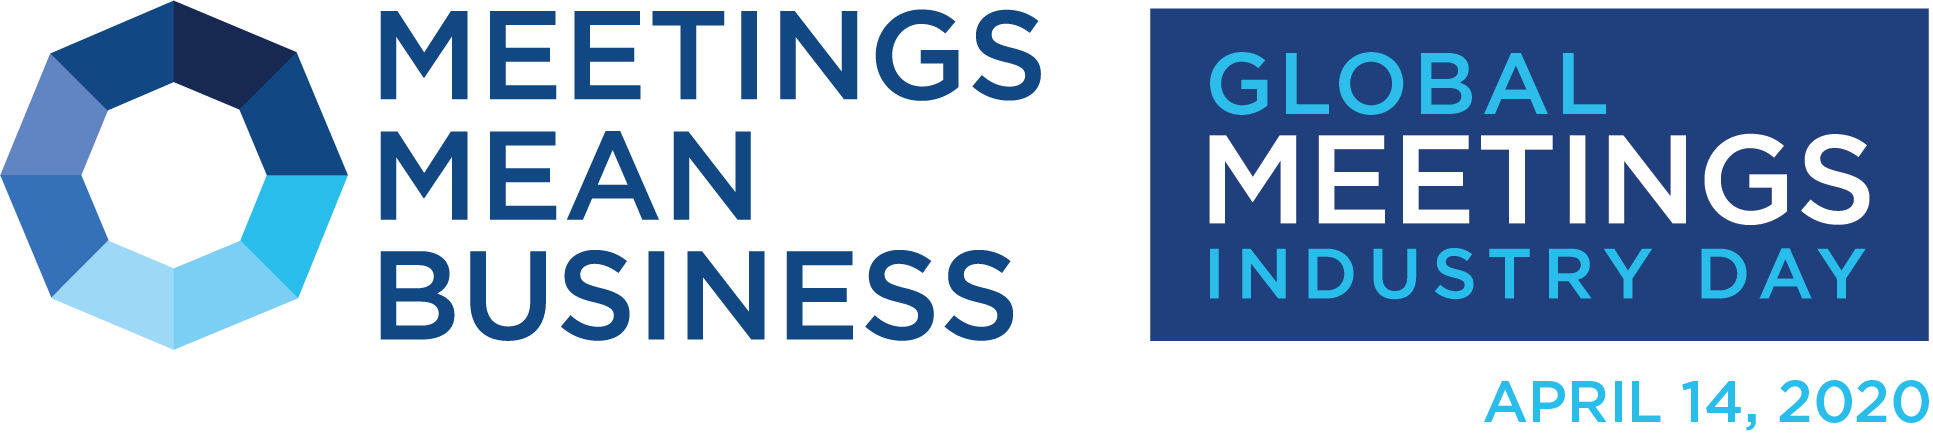 MEETINGS
MEAN
BUSINESS
GLOBAL
MEETINGS
INDUSTRY DAY
APRIL 14, 2020